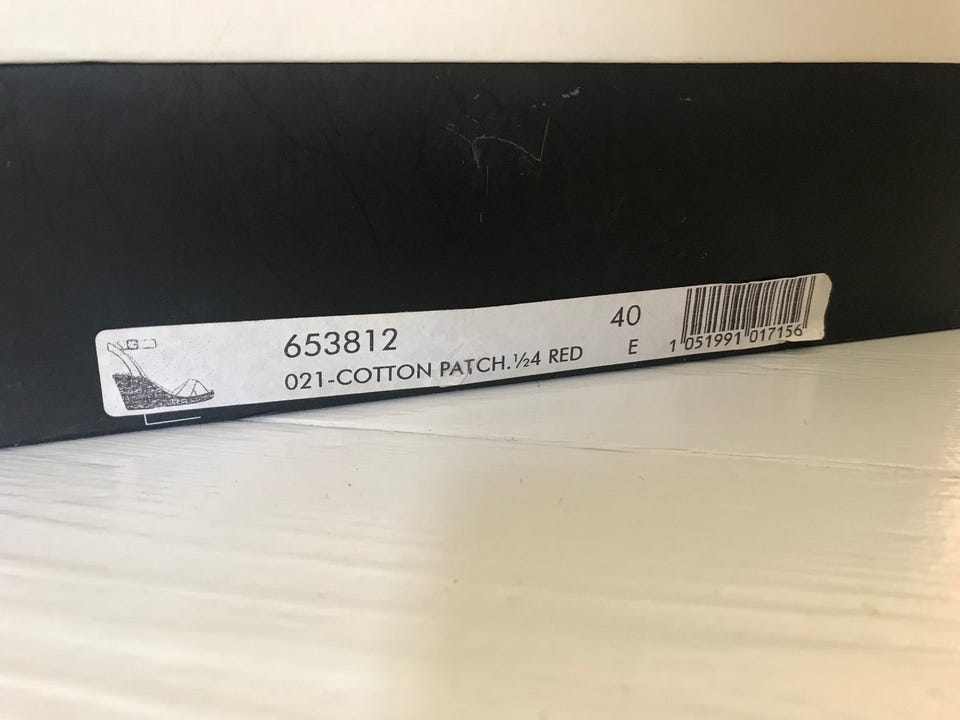 653812
021-COTTON PATCH.½4 RED
40
E
1 051991 017156